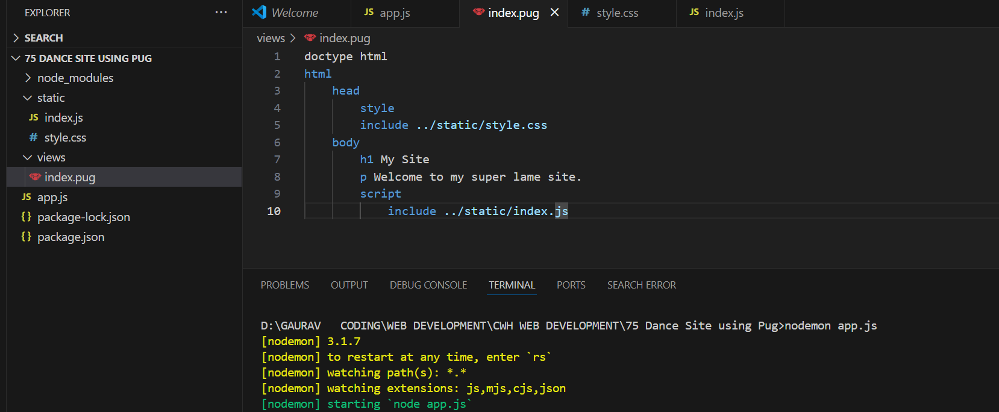 EXPLORER ...
SEARCH
75 DANCE SITE USING PUG
node_modules
static
JS index.js
# style.css
views
index.pug
JS app.js
{} package-lock.json
{} package.json
Welcome JS app.js index.pug # style.css JS index.js
views > index.pug
1 doctype html
2 html
3 head
4 style
5 include ../static/style.css
6 body
7 h1 My Site
8 p Welcome to my super lame site.
9 script
10 include ../static/index.js
PROBLEMS OUTPUT DEBUG CONSOLE TERMINAL PORTS SEARCH ERROR
D:\GAURAV   CODING\WEB DEVELOPMENT\CWH WEB DEVELOPMENT\75 Dance Site using Pug>nodemon app.js
[nodemon] 3.1.7
[nodemon] to restart at any time, enter `rs`
[nodemon] watching path(s): *.*
[nodemon] watching extensions: js,mjs,cjs,json
[nodemon] starting `node app.js`